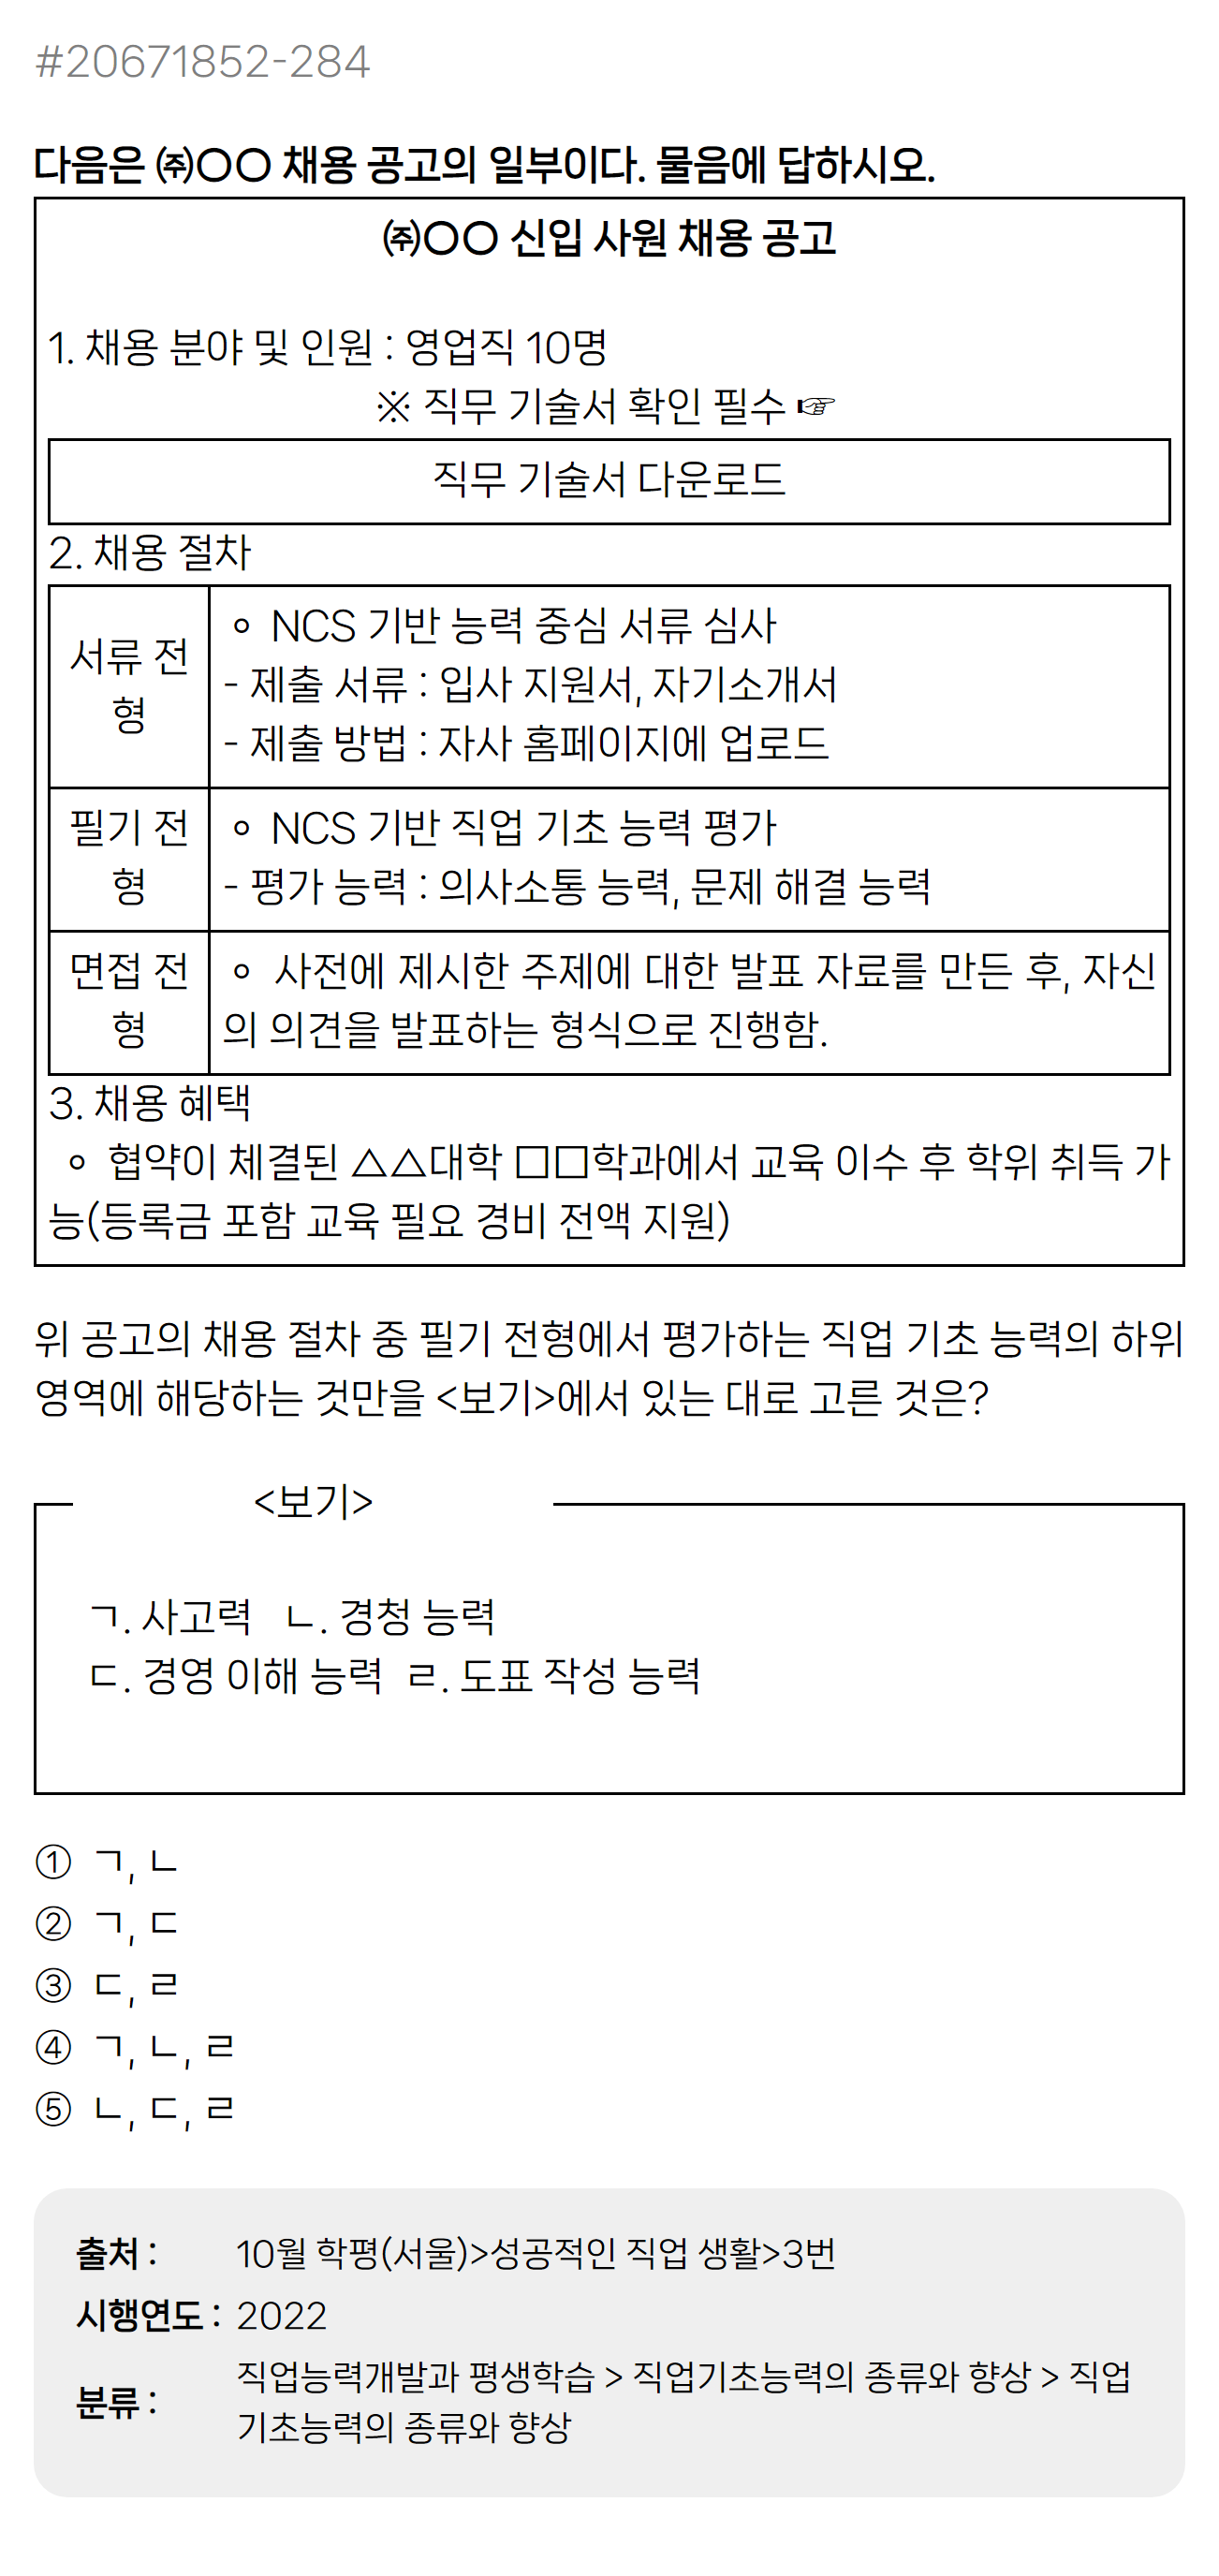 #20671852-284
다음은 ㈜○○ 채용 공고의 일부이다. 물음에 답하시오.
㈜○○ 신입 사원 채용 공고
1. 채용 분야 및 인원 : 영업직 10명
※ 직무 기술서 확인 필수 ☞
직무 기술서 다운로드
2. 채용 절차
서류 전
형
∘ NCS 기반 능력 중심 서류 심사
- 제출 서류 : 입사 지원서, 자기소개서
- 제출 방법 : 자사 홈페이지에 업로드
필기 전
형
∘ NCS 기반 직업 기초 능력 평가
- 평가 능력 : 의사소통 능력, 문제 해결 능력
면접 전
형
∘ 사전에 제시한 주제에 대한 발표 자료를 만든 후, 자신
의 의견을 발표하는 형식으로 진행함.
3. 채용 혜택
∘ 협약이 체결된 △△대학 □□학과에서 교육 이수 후 학위 취득 가
능(등록금 포함 교육 필요 경비 전액 지원)
위 공고의 채용 절차 중 필기 전형에서 평가하는 직업 기초 능력의 하위
영역에 해당하는 것만을 <보기>에서 있는 대로 고른 것은?
<보기>
ㄱ. 사고력 ㄴ. 경청 능력
ㄷ. 경영 이해 능력 ㄹ. 도표 작성 능력
① ㄱ, ㄴ
② ㄱ, ㄷ
③ ㄷ, ㄹ
④ ㄱ, ㄴ, ㄹ
⑤ ㄴ, ㄷ, ㄹ
출처 : 10월 학평(서울)>성공적인 직업 생활>3번
시행연도 : 2022
분류 : 직업능력개발과 평생학습 > 직업기초능력의 종류와 향상 > 직업
기초능력의 종류와 향상